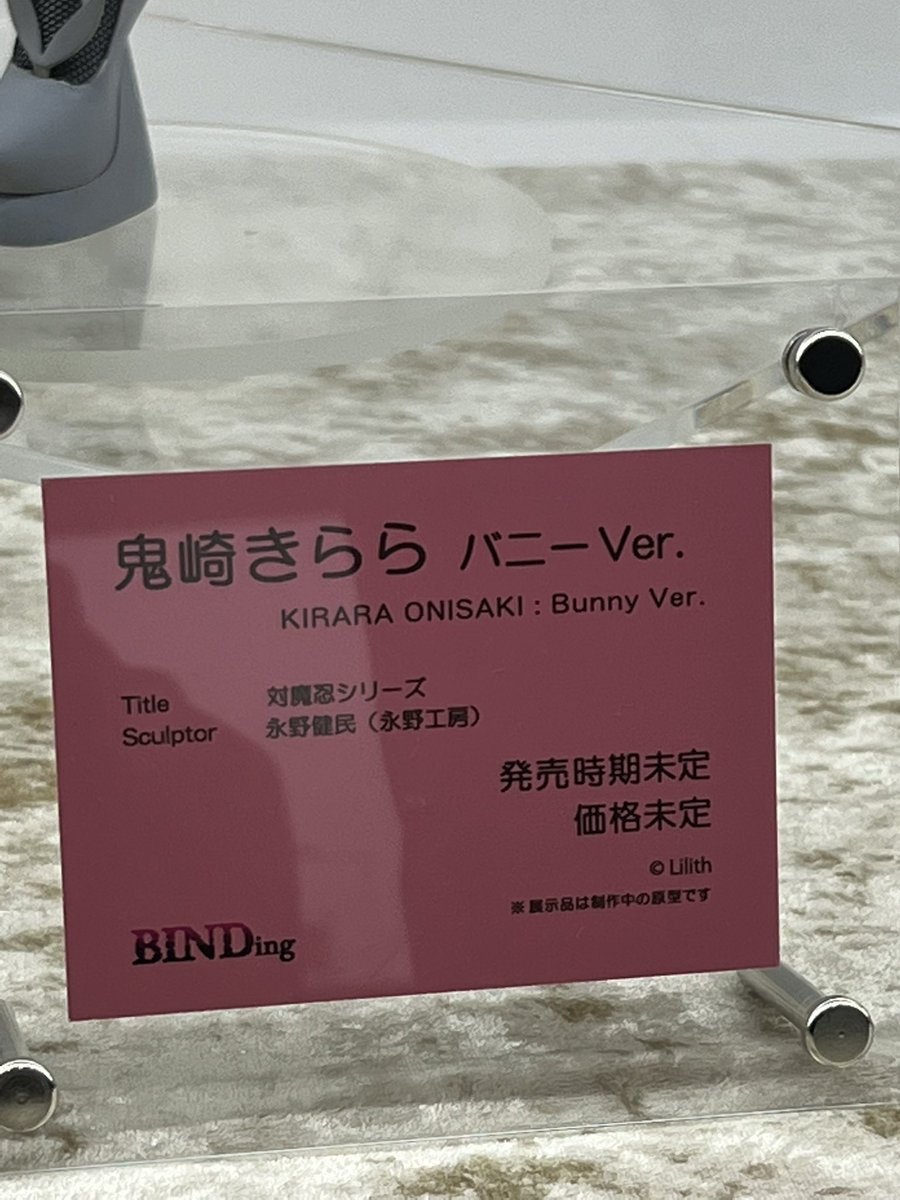 鬼崎きらら バニーVer.
KIRARA ONISAKI : Bunny Ver.
Title 対魔忍シリーズ
Sculptor 永野健民（永野工房）
発売時期未定
価格未定
© Lilith
※展示品は制作中の原型です
BINDing